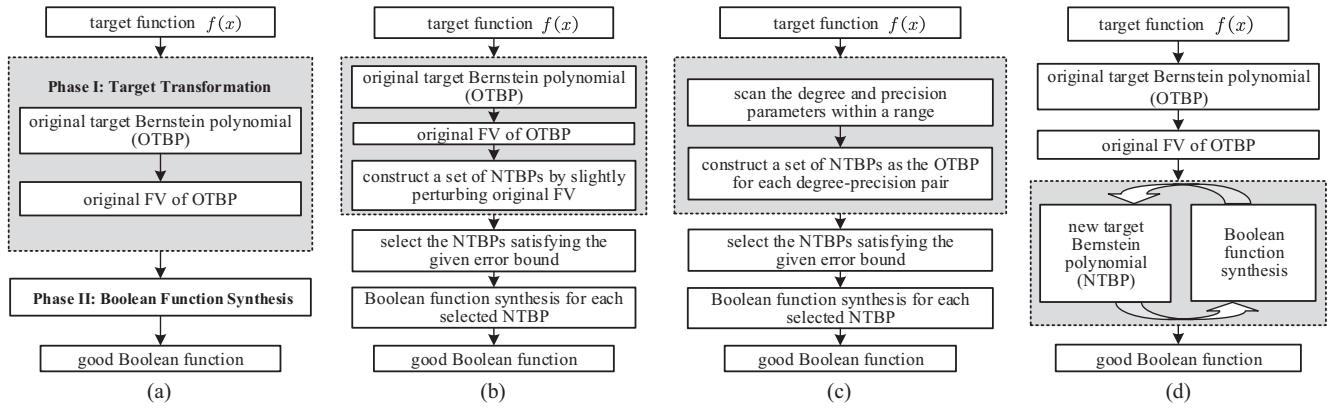 target function f(x)
Phase I: Target Transformation
original target Bernstein polynomial
(OTBP)
original FV of OTBP
Phase II: Boolean Function Synthesis
good Boolean function
(a)
target function f(x)
original target Bernstein polynomial
(OTBP)
original FV of OTBP
construct a set of NTBPs by slightly
perturbing original FV
select the NTBPs satisfying the
given error bound
Boolean function synthesis for each
selected NTBP
good Boolean function
(b)
target function f(x)
scan the degree and precision
parameters within a range
construct a set of NTBPs as the OTBP
for each degree-precision pair
select the NTBPs satisfying the
given error bound
Boolean function synthesis for each
selected NTBP
good Boolean function
(c)
target function f(x)
original target Bernstein polynomial
(OTBP)
original FV of OTBP
new target
Bernstein
polynomial
(NTBP)
Boolean
function
synthesis
good Boolean function
(d)